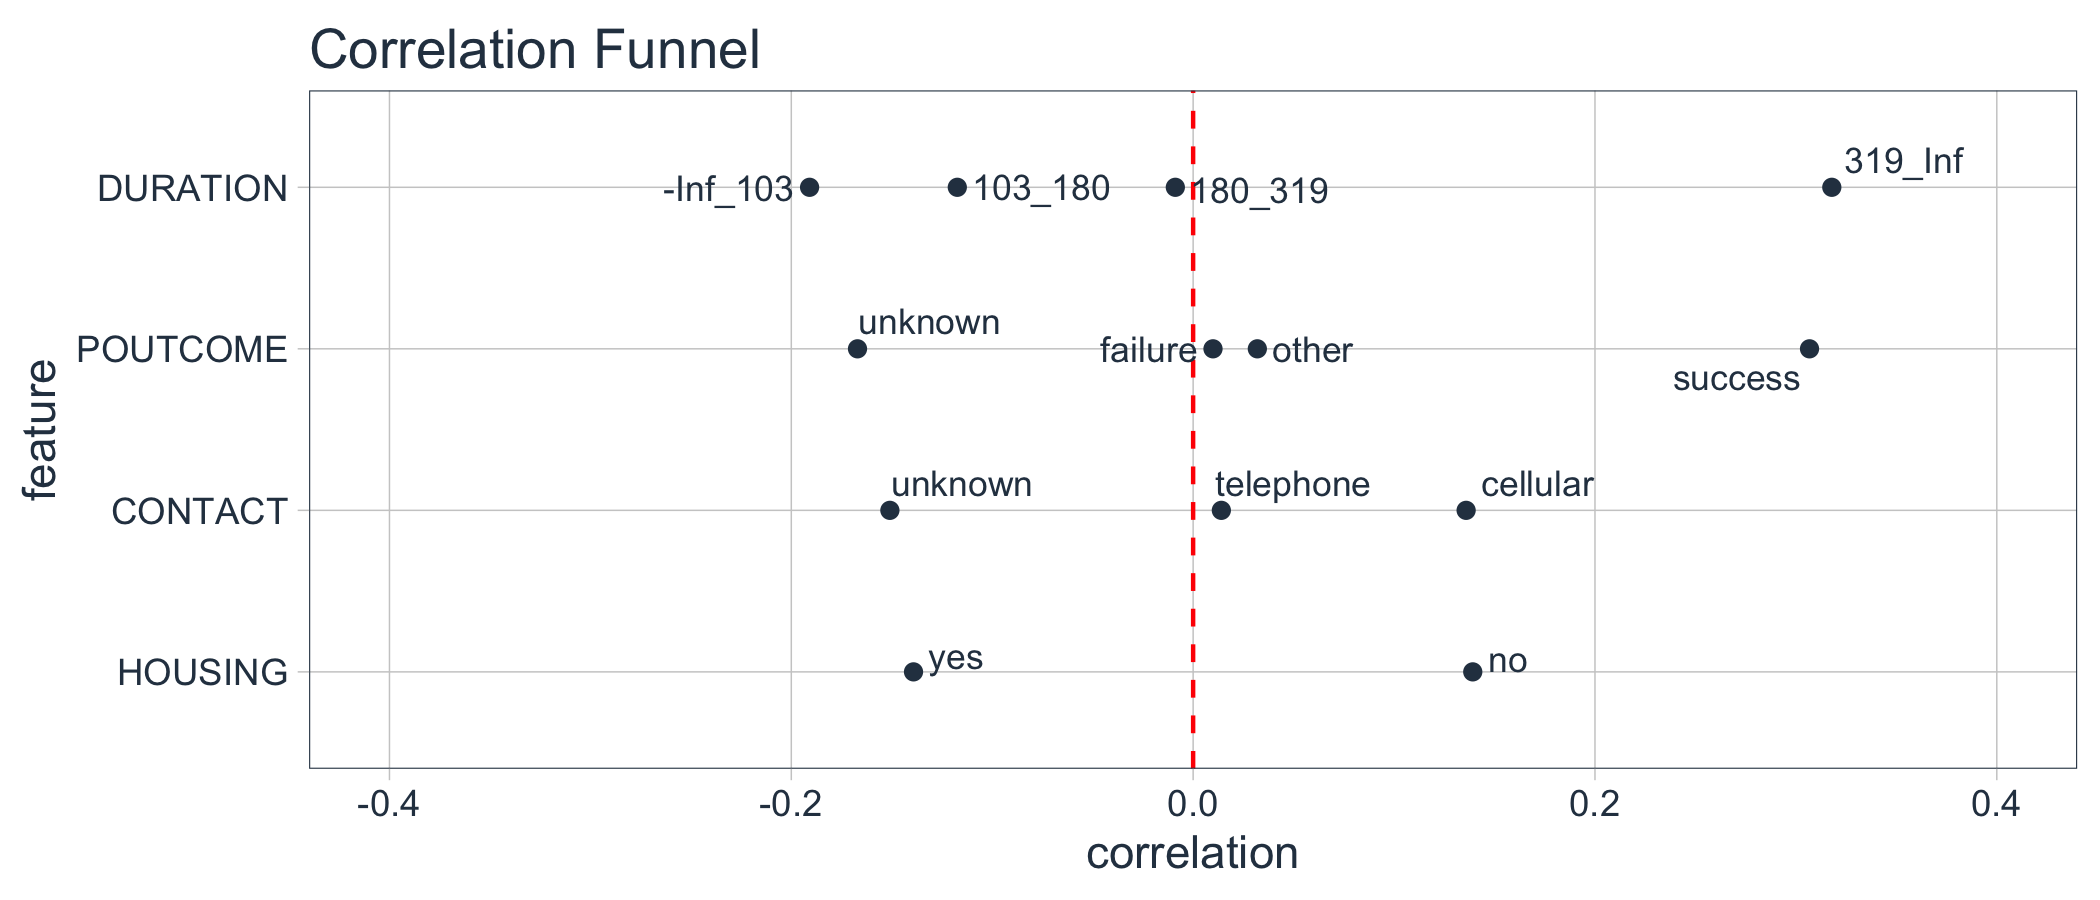 Correlation Funnel
feature
DURATION
-Inf_103
103_180
180_319
319_Inf
POUTCOME
unknown
failure
other
success
CONTACT
unknown
telephone
cellular
HOUSING
yes
no
-0.4
-0.2
0.0
0.2
0.4
correlation